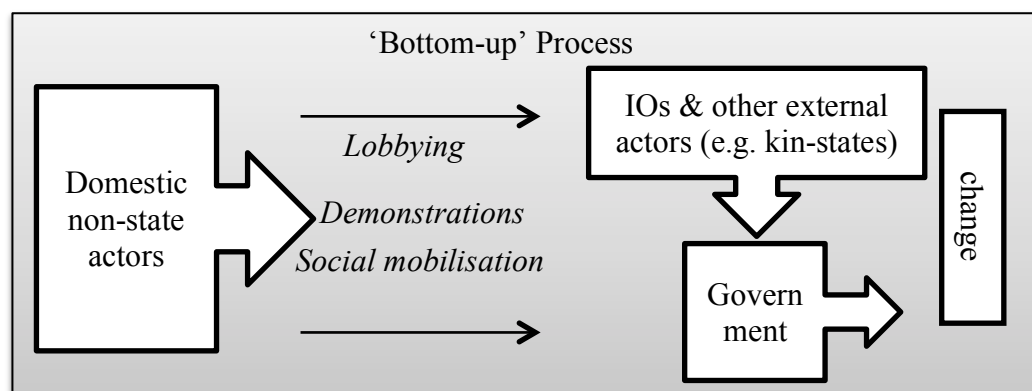 ‘Bottom-up’ Process
Domestic
non-state
actors
Lobbying
Demonstrations
Social mobilisation
IOs & other external
actors (e.g. kin-states)
Govern
ment
change